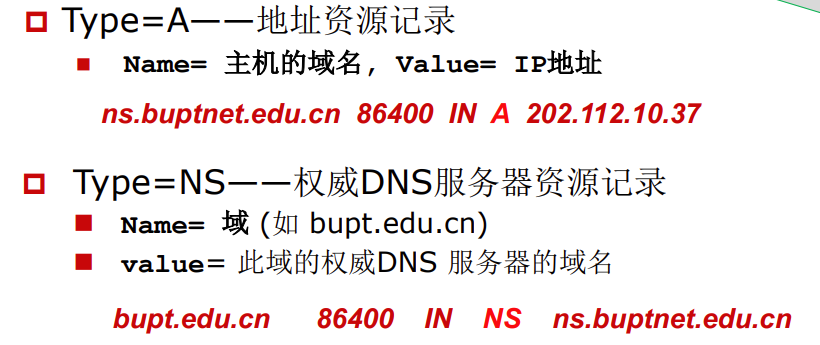 Type=A——地址资源记录
Name= 主机的域名, Value= IP地址
ns.buptnet.edu.cn 86400 IN A 202.112.10.37
Type=NS——权威DNS服务器资源记录
Name= 域 (如 bupt.edu.cn)
value= 此域的权威DNS 服务器的域名
bupt.edu.cn 86400 IN NS ns.buptnet.edu.cn